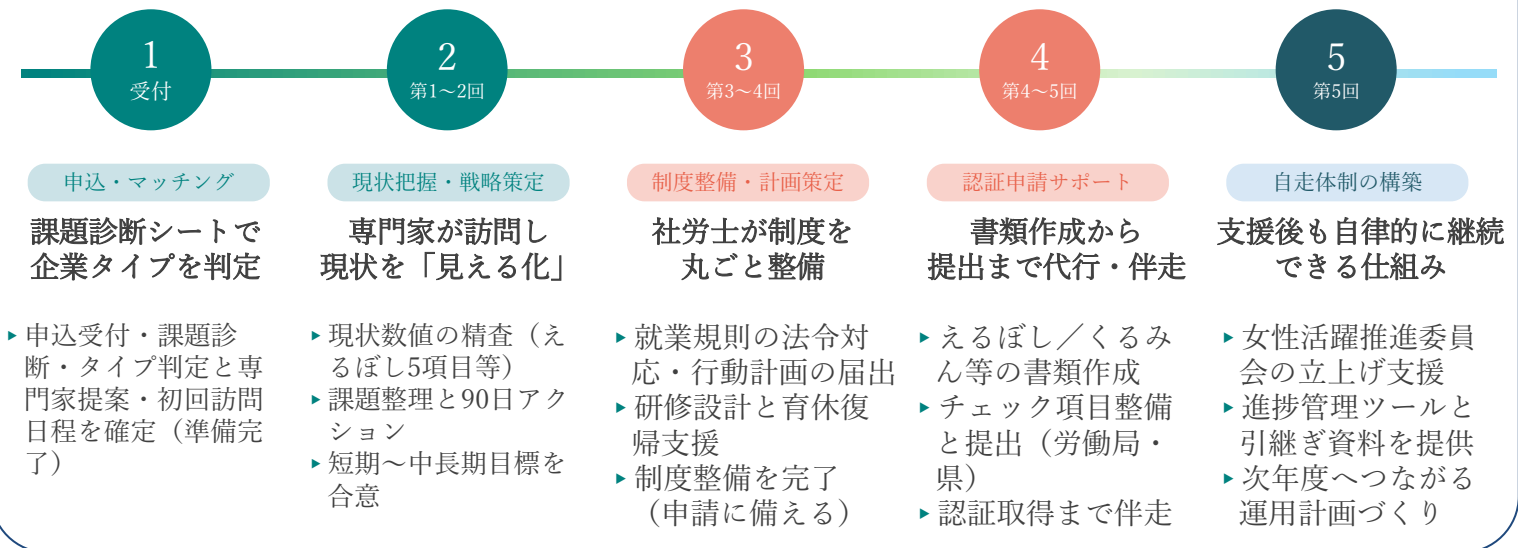 1
受付
申込・マッチング
課題診断シートで
企業タイプを判定
▸申込受付・課題診
断・タイプ判定と専
門家提案・初回訪問
日程を確定（準備完
了）
2
第1～2回
現状把握・戦略策定
専門家が訪問し
現状を「見える化」
▸現状数値の精査（え
るぼし5項目等）
▸課題整理と90日アク
ション
▸短期～中長期目標を
合意
3
第3～4回
制度整備・計画策定
社労士が制度を
丸ごと整備
▸就業規則の法令対
応・行動計画の届出
▸研修設計と育休復
帰支援
▸制度整備を完了
（申請に備える）
4
第4～5回
認証申請サポート
書類作成から
提出まで代行・伴走
▸えるぼし／くるみ
ん等の書類作成
▸チェック項目整備
と提出（労働局・
県）
▸認証取得まで伴走
5
第5回
自走体制の構築
支援後も自律的に継続
できる仕組み
▸女性活躍推進委員
会の立上げ支援
▸進捗管理ツールと
引継ぎ資料を提供
▸次年度へつながる
運用計画づくり